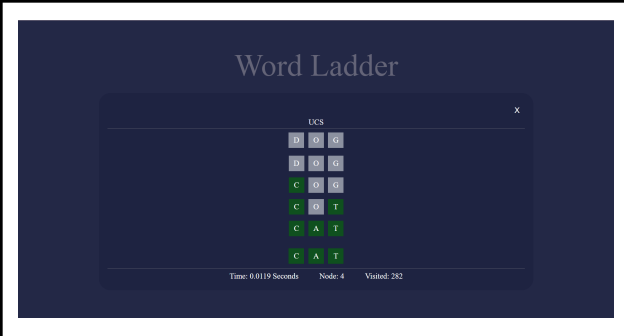 Word Ladder
X
UCS
D O G
D O G
C O G
C O T
C A T
C A T
Time: 0.0119 Seconds Node: 4 Visited: 282